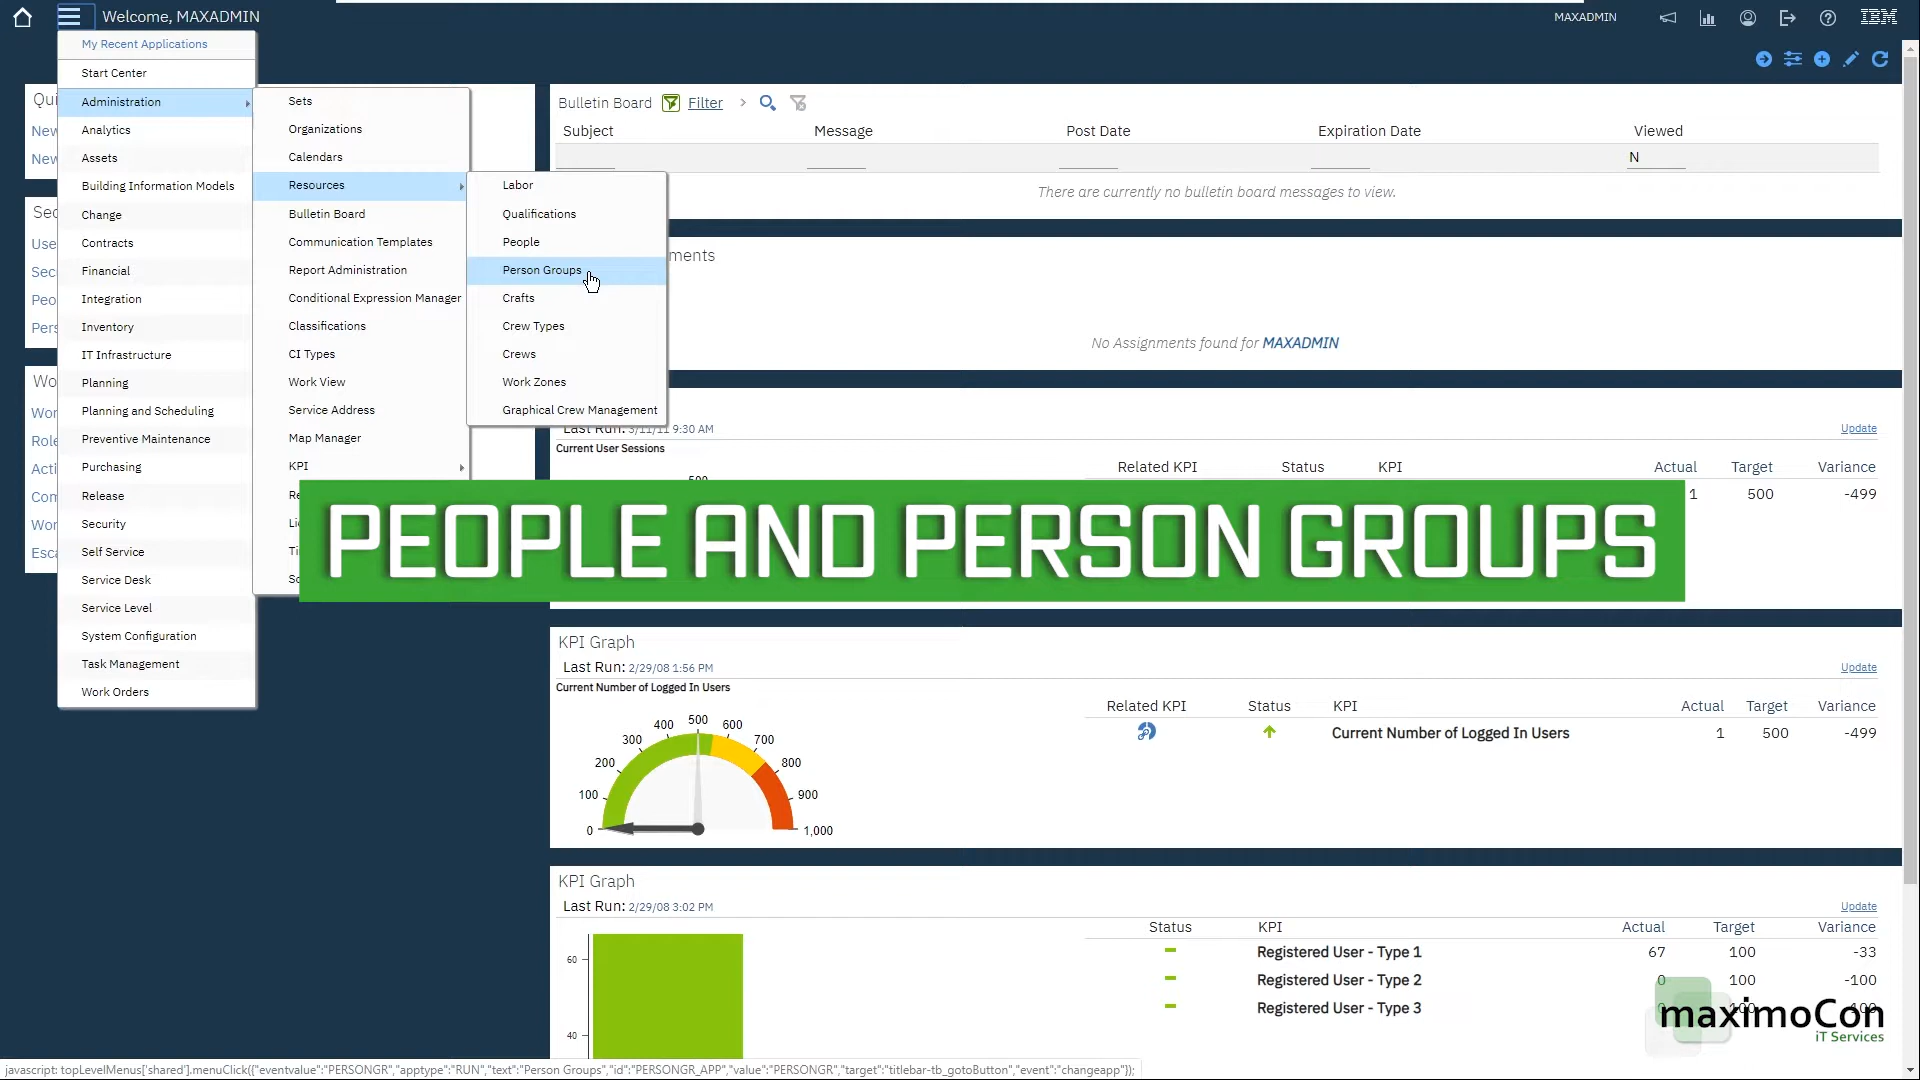 Welcome, MAXADMIN
MAXADMIN
IBM
My Recent Applications
Start Center
Administration
Analytics
Assets
Building Information Models
Change
Contracts
Financial
Integration
Inventory
IT Infrastructure
Planning
Planning and Scheduling
Preventive Maintenance
Purchasing
Release
Security
Self Service
Service Desk
Service Level
System Configuration
Task Management
Work Orders
Sets
Organizations
Calendars
Resources
Bulletin Board
Communication Templates
Report Administration
Conditional Expression Manager
Classifications
CI Types
Work View
Service Address
Map Manager
KPI
Labor
Qualifications
People
Person Groups
Crafts
Crew Types
Crews
Work Zones
Graphical Crew Management
Bulletin Board Filter
Subject Message Post Date Expiration Date Viewed
N
There are currently no bulletin board messages to view.
No Assignments found for MAXADMIN
Last Run: 3/11/11 9:30 AM
Update
Current User Sessions
Related KPI Status KPI Actual Target Variance
1 500 -499
PEOPLE AND PERSON GROUPS
KPI Graph
Last Run: 2/29/08 1:56 PM
Update
Current Number of Logged In Users
0 100 200 300 400 500 600 700 800 900 1,000
Related KPI Status KPI Actual Target Variance
Current Number of Logged In Users 1 500 -499
KPI Graph
Last Run: 2/29/08 3:02 PM
Update
60
40
Status KPI Actual Target Variance
Registered User - Type 1 67 100 -33
Registered User - Type 2 0 100 -100
Registered User - Type 3
maximoCon
iT Services
javascript: topLevelMenus['shared'].menuClick({"eventvalue":"PERSONGR","apptype":"RUN","text":"Person Groups","id":"PERSONGR_APP","value":"PERSONGR","target":"titlebar-tb_gotoButton","event":"changeapp"});